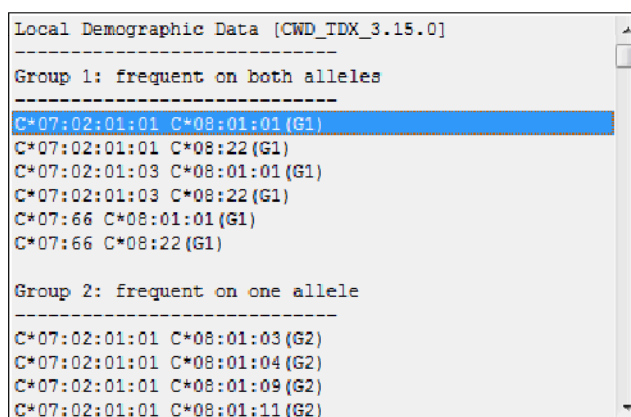 Local Demographic Data [CWD_TDX_3.15.0]
------------------------------
Group 1: frequent on both alleles
------------------------------
C*07:02:01:01 C*08:01:01(G1)
C*07:02:01:01 C*08:22(G1)
C*07:02:01:03 C*08:01:01(G1)
C*07:02:01:03 C*08:22(G1)
C*07:66 C*08:01:01(G1)
C*07:66 C*08:22(G1)
Group 2: frequent on one allele
------------------------------
C*07:02:01:01 C*08:01:03(G2)
C*07:02:01:01 C*08:01:04(G2)
C*07:02:01:01 C*08:01:09(G2)
C*07:02:01:01 C*08:01:11(G2)